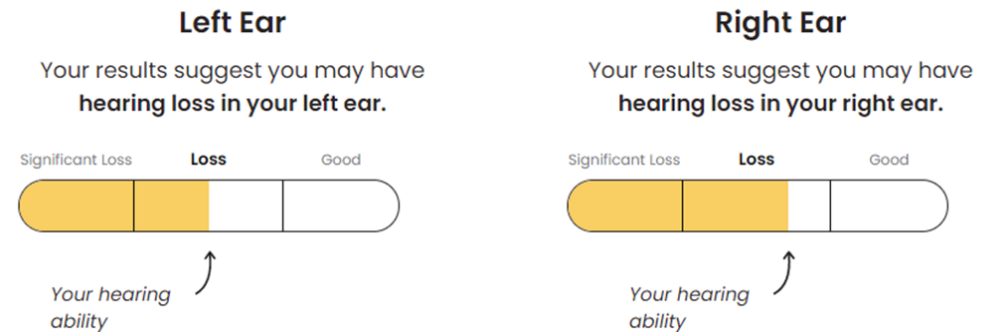 Left Ear
Your results suggest you may have
hearing loss in your left ear.
Significant Loss
Loss
Good
Your hearing
ability
Right Ear
Your results suggest you may have
hearing loss in your right ear.
Significant Loss
Loss
Good
Your hearing
ability